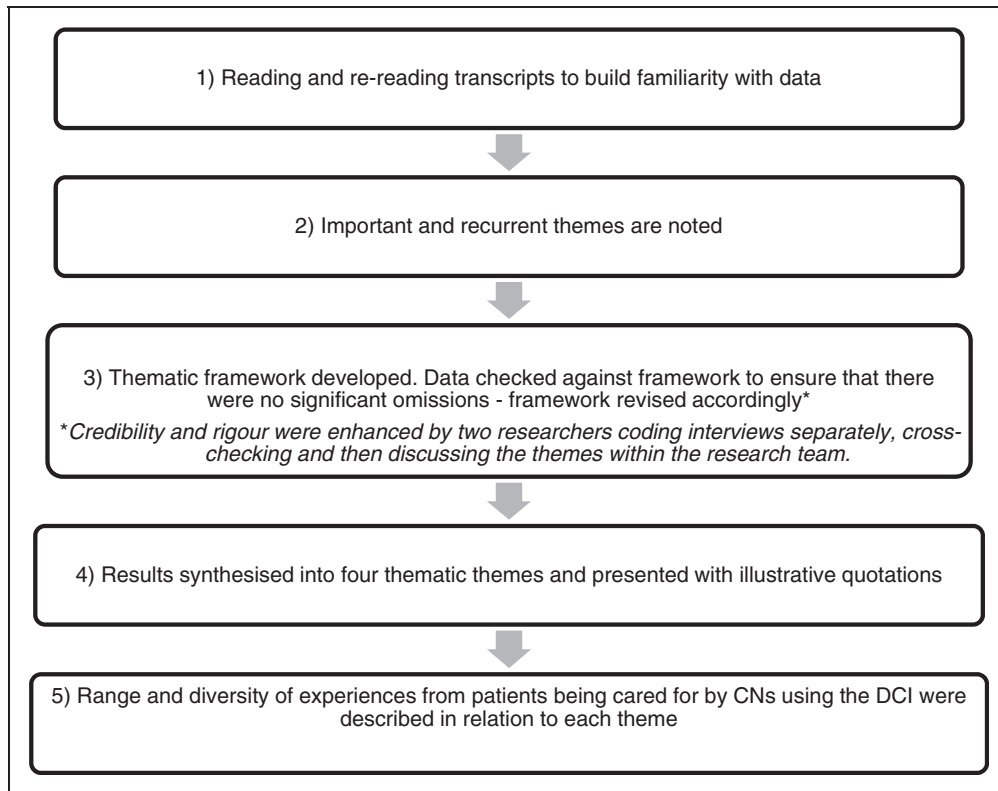 1) Reading and re-reading transcripts to build familiarity with data
2) Important and recurrent themes are noted
3) Thematic framework developed. Data checked against framework to ensure that there
were no significant omissions - framework revised accordingly*
*Credibility and rigour were enhanced by two researchers coding interviews separately, cross-
checking and then discussing the themes within the research team.
4) Results synthesised into four thematic themes and presented with illustrative quotations
5) Range and diversity of experiences from patients being cared for by CNs using the DCI were
described in relation to each theme